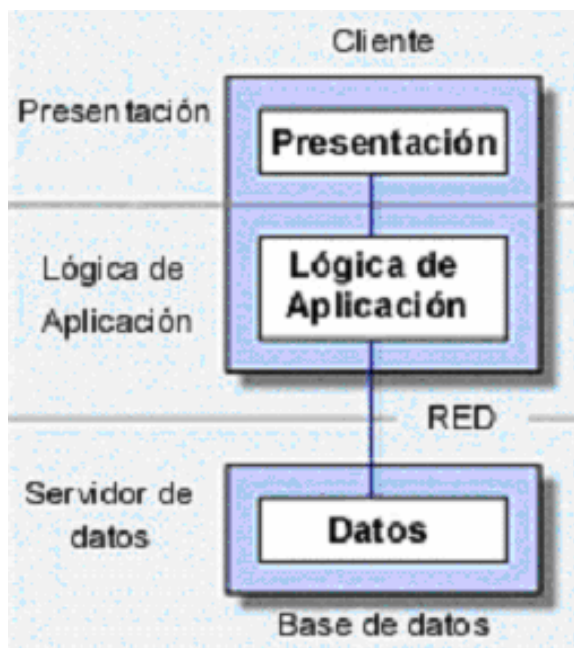 Cliente
Presentación
Presentación
Lógica de
Aplicación
Lógica de
Aplicación
RED
Servidor de
datos
Datos
Base de datos